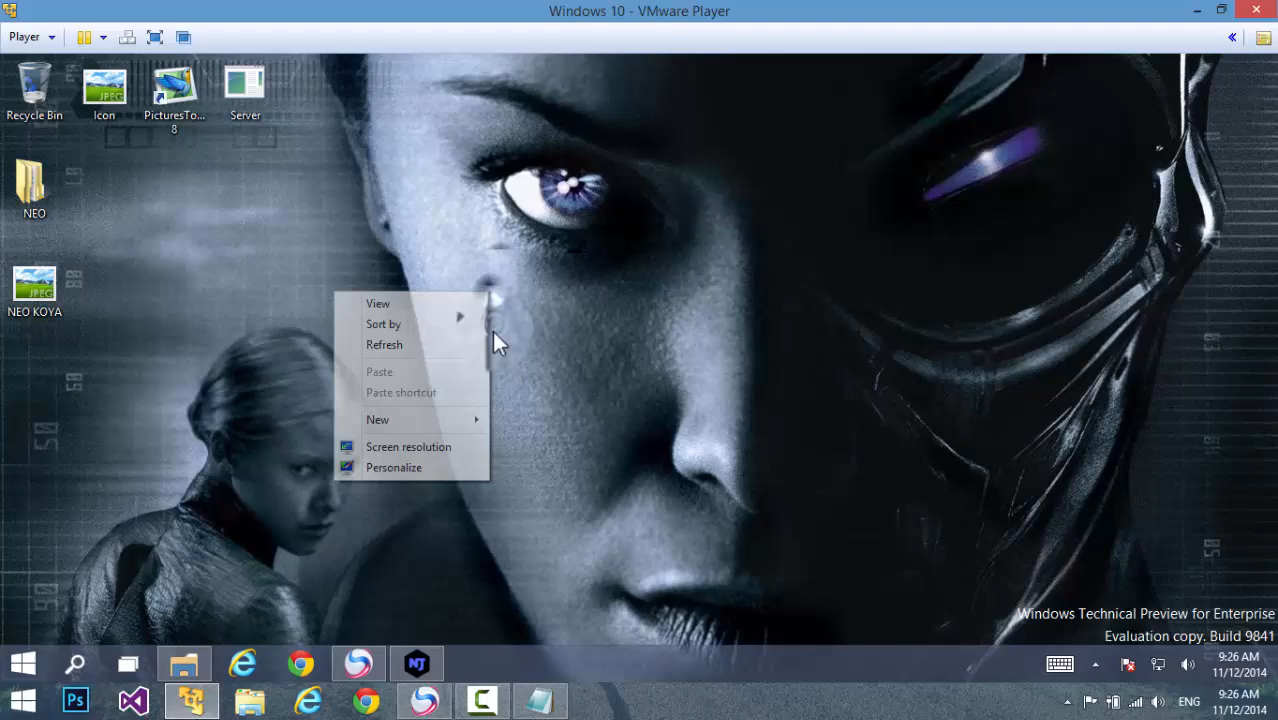 Windows 10 - VMware Player
Player
Recycle Bin
Icon
PicturesTo...
8
Server
NEO
NEO KOYA
View
Sort by
Refresh
Paste
Paste shortcut
New
Screen resolution
Personalize
Windows Technical Preview for Enterprise
Evaluation copy. Build 9841
NJ
9:26 AM
11/12/2014
Ps
C
ENG
9:26 AM
11/12/2014